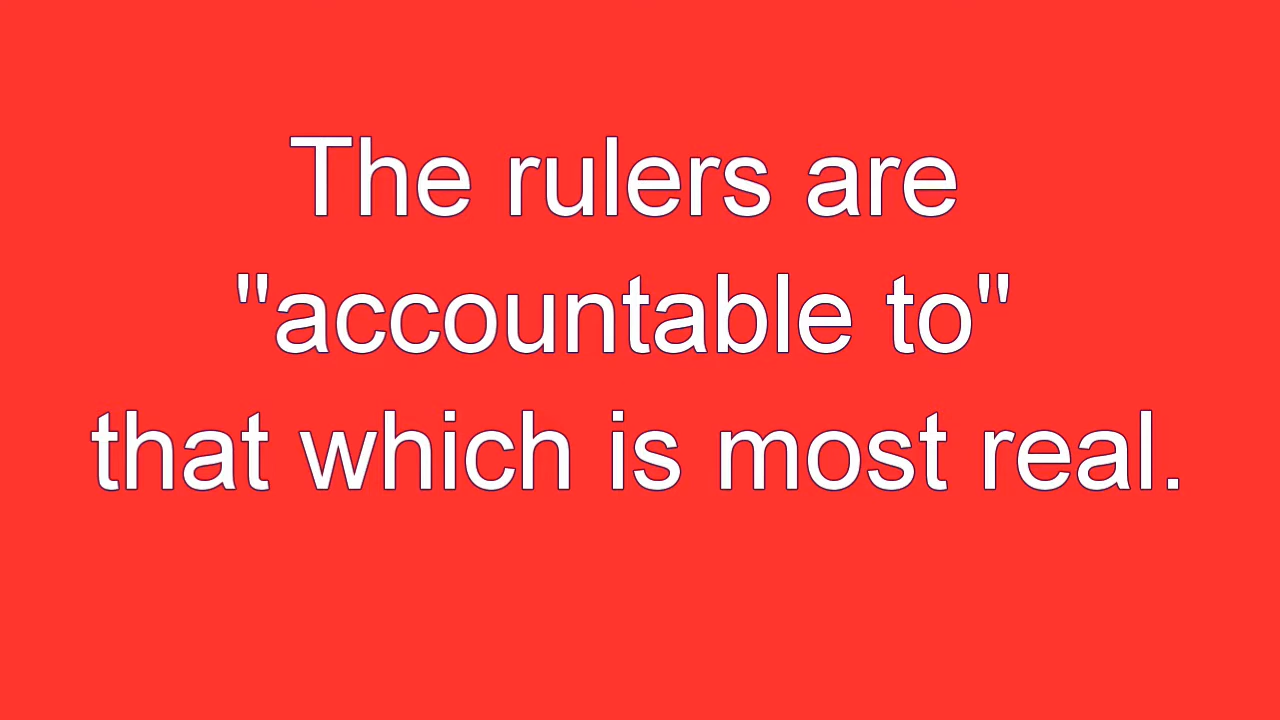 The rulers are
"accountable to"
that which is most real.